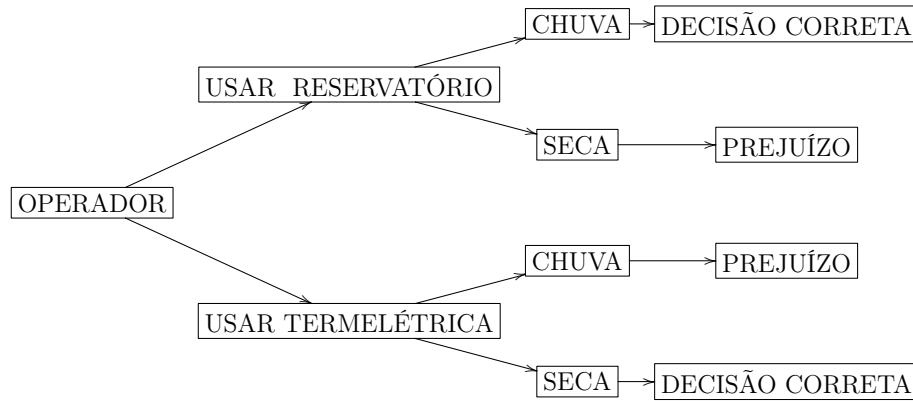 CHUVA
DECISÃO CORRETA
USAR RESERVATÓRIO
SECA
PREJUÍZO
OPERADOR
CHUVA
PREJUÍZO
USAR TERMELÉTRICA
SECA
DECISÃO CORRETA